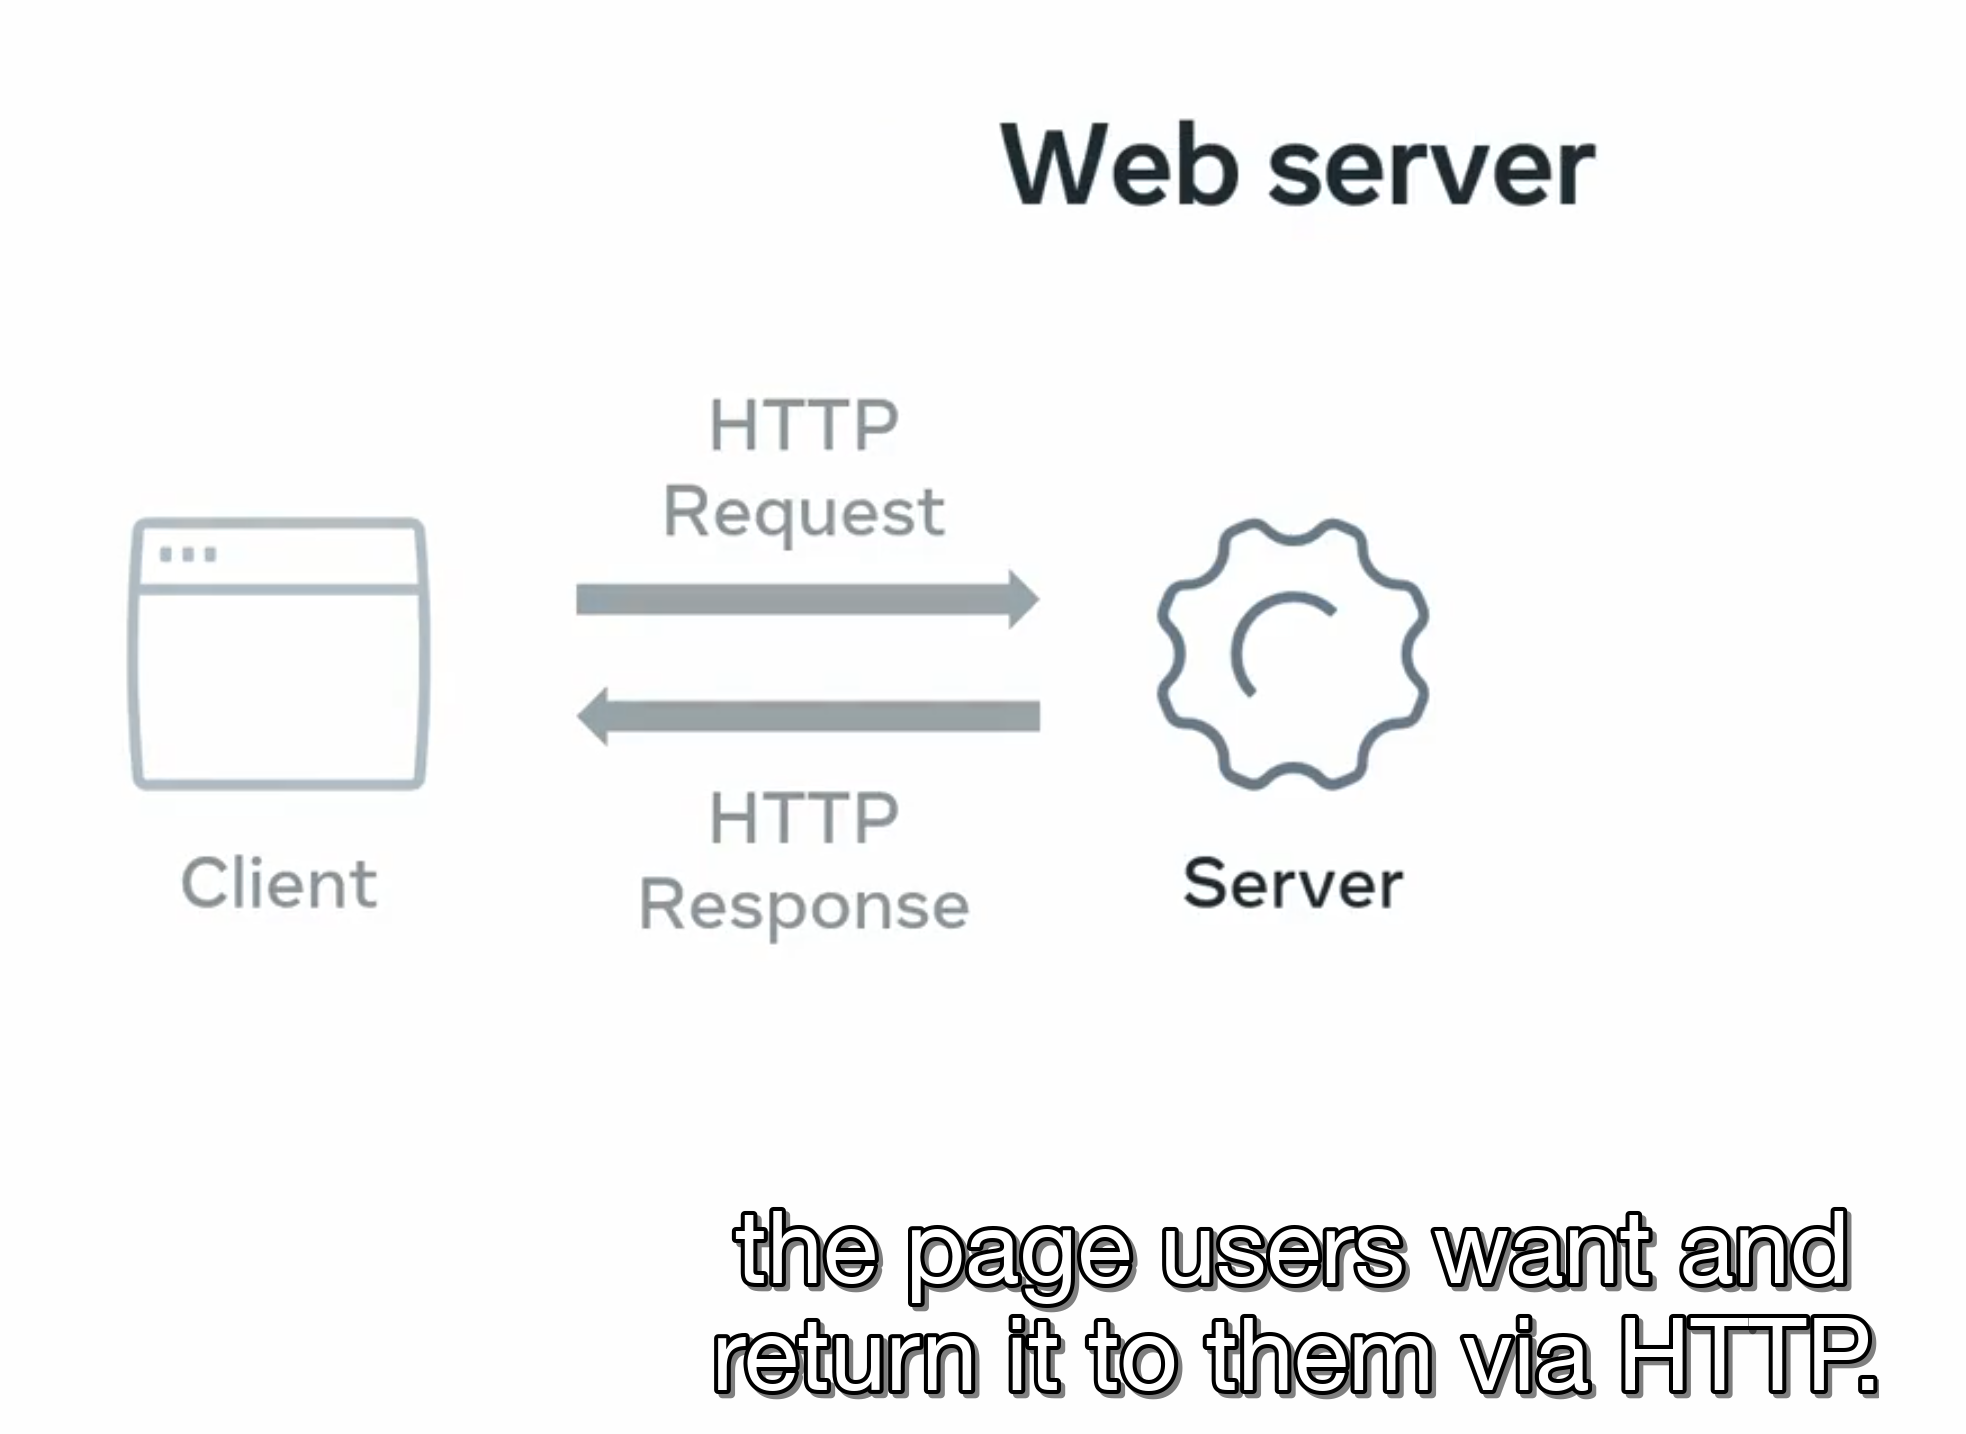 Web server
HTTP
Request
HTTP
Response
Client
Server
the page users want and
return it to them via HTTP.